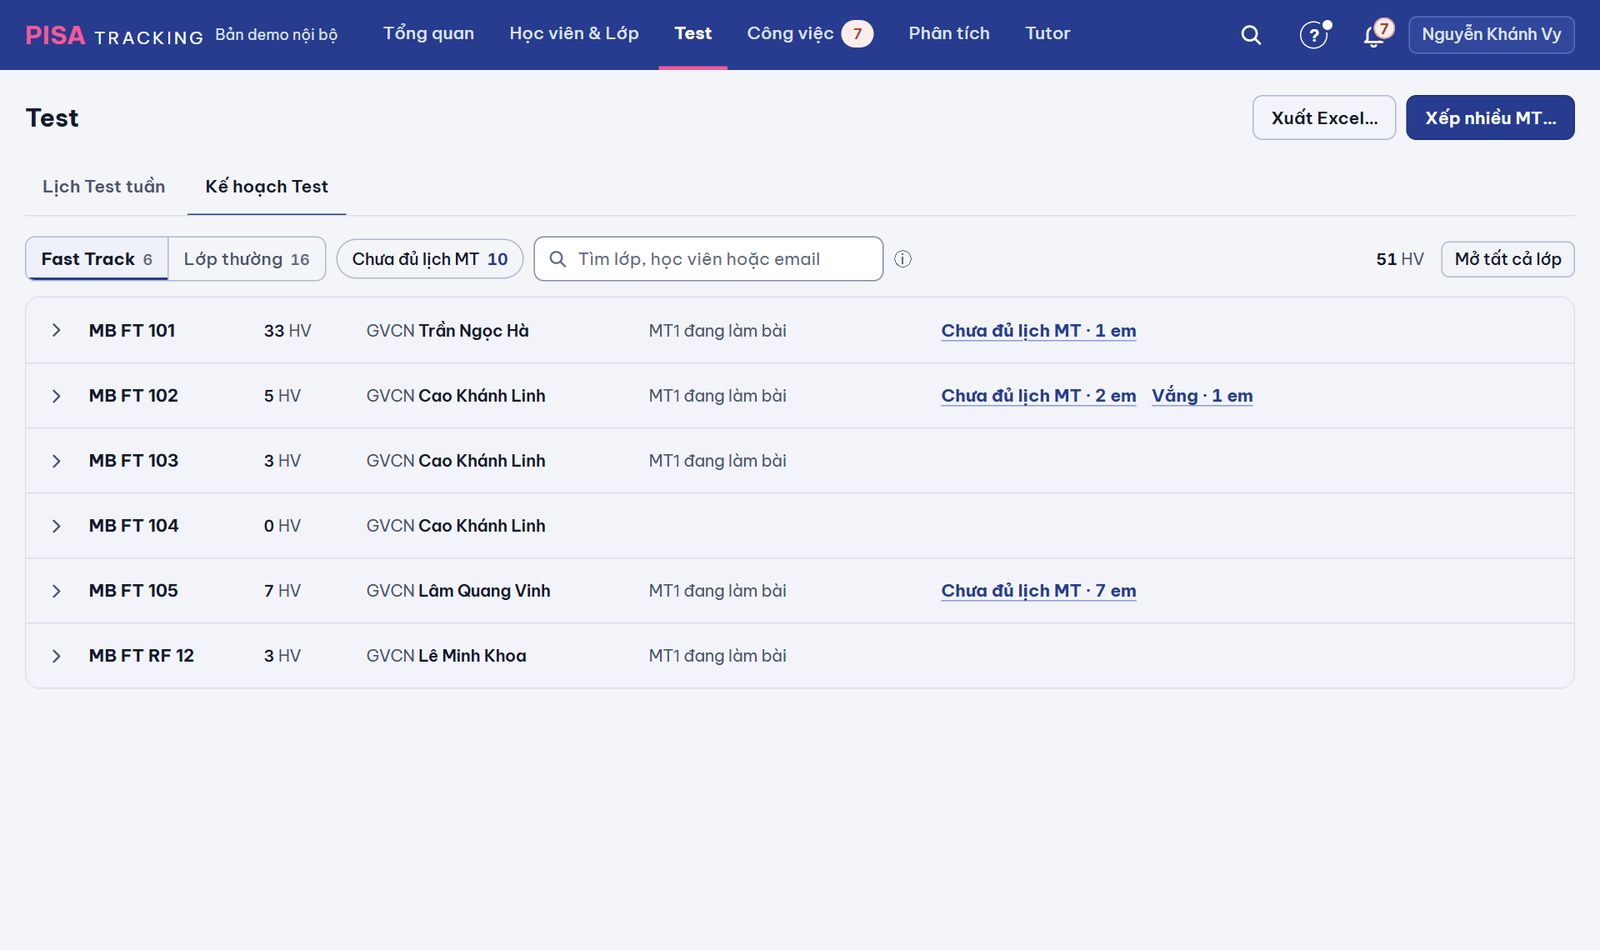 PISA TRACKING Bản demo nội bộ Tổng quan Học viên & Lớp Test Công việc 7 Phân tích Tutor ? 7 Nguyễn Khánh Vy
Test Xuất Excel... Xếp nhiều MT...
Lịch Test tuần Kế hoạch Test
Fast Track 6 Lớp thường 16 Chưa đủ lịch MT 10 Tìm lớp, học viên hoặc email 51 HV Mở tất cả lớp
MB FT 101 33 HV GVCN Trần Ngọc Hà MT1 đang làm bài Chưa đủ lịch MT · 1 em
MB FT 102 5 HV GVCN Cao Khánh Linh MT1 đang làm bài Chưa đủ lịch MT · 2 em Vắng · 1 em
MB FT 103 3 HV GVCN Cao Khánh Linh MT1 đang làm bài
MB FT 104 0 HV GVCN Cao Khánh Linh
MB FT 105 7 HV GVCN Lâm Quang Vinh MT1 đang làm bài Chưa đủ lịch MT · 7 em
MB FT RF 12 3 HV GVCN Lê Minh Khoa MT1 đang làm bài